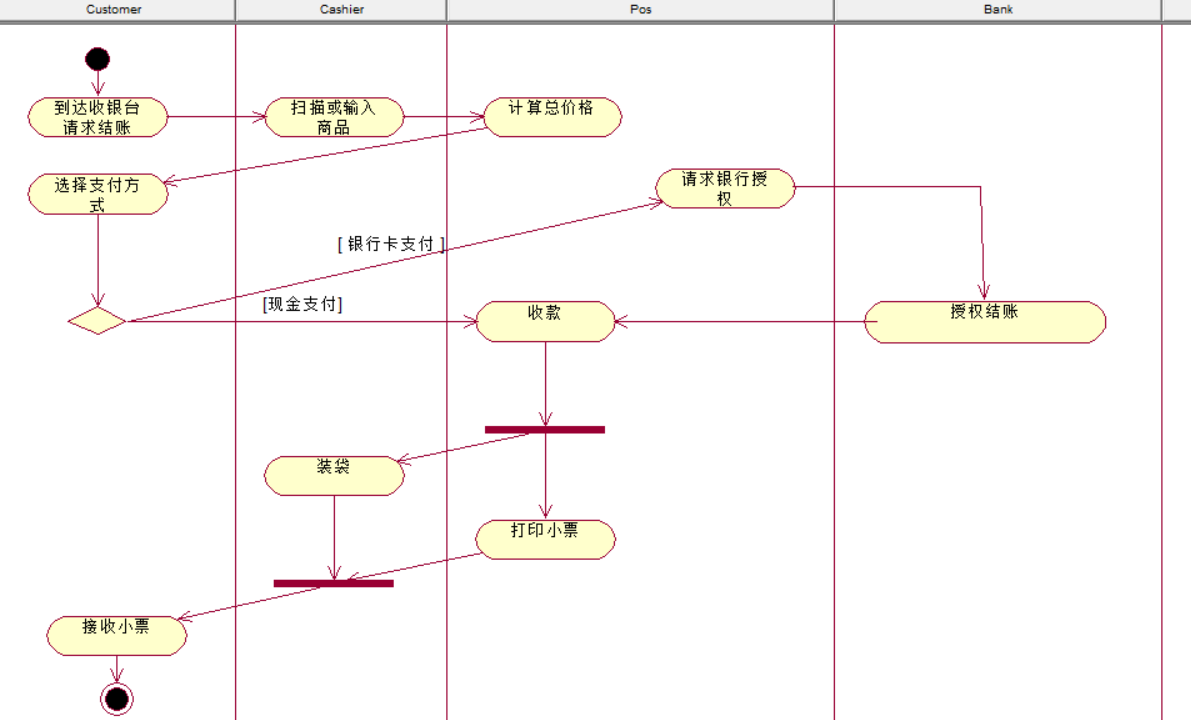 Customer
Cashier
Pos
Bank
到达收银台
请求结账
扫描或输入
商品
计算总价格
选择支付方
式
请求银行授
权
[ 银行卡支付 ]
[现金支付]
收款
授权结账
装袋
打印小票
接收小票